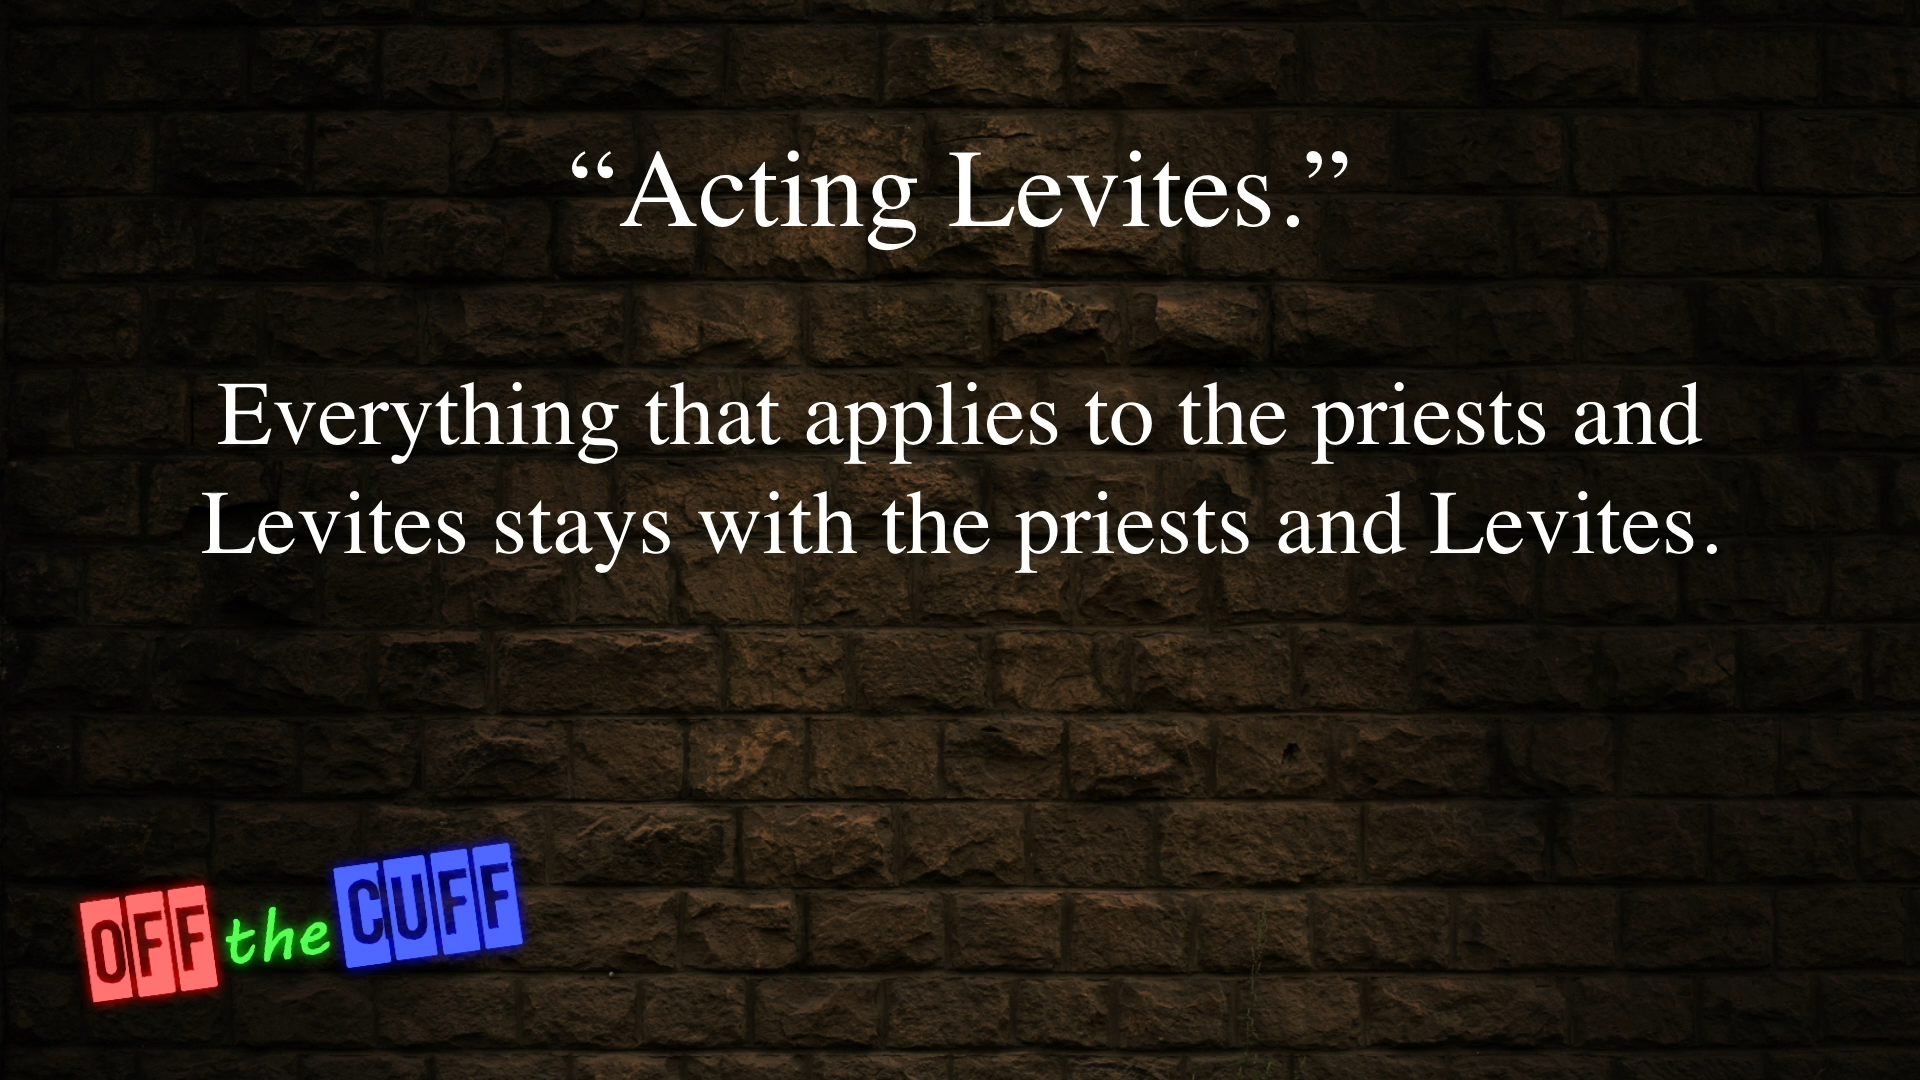 “Acting Levites.”
Everything that applies to the priests and
Levites stays with the priests and Levites.
OFF the CUFF